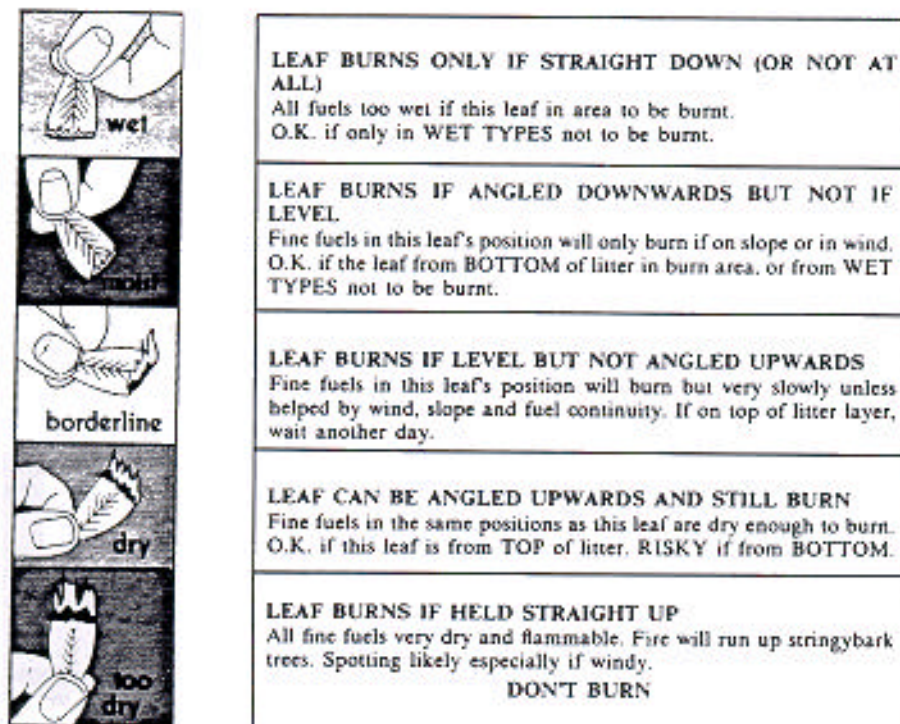 wet
LEAF BURNS ONLY IF STRAIGHT DOWN (OR NOT AT
ALL)
All fuels too wet if this leaf in area to be burnt.
O.K. if only in WET TYPES not to be burnt.
moist
LEAF BURNS IF ANGLED DOWNWARDS BUT NOT IF
LEVEL
Fine fuels in this leaf's position will only burn if on slope or in wind.
O.K. if the leaf from BOTTOM of litter in burn area, or from WET
TYPES not to be burnt.
borderline
LEAF BURNS IF LEVEL BUT NOT ANGLED UPWARDS
Fine fuels in this leaf's position will burn but very slowly unless
helped by wind, slope and fuel continuity. If on top of litter layer,
wait another day.
dry
LEAF CAN BE ANGLED UPWARDS AND STILL BURN
Fine fuels in the same positions as this leaf are dry enough to burn.
O.K. if this leaf is from TOP of litter. RISKY if from BOTTOM.
too
dry
LEAF BURNS IF HELD STRAIGHT UP
All fine fuels very dry and flammable. Fire will run up stringybark
trees. Spotting likely especially if windy.
DON'T BURN